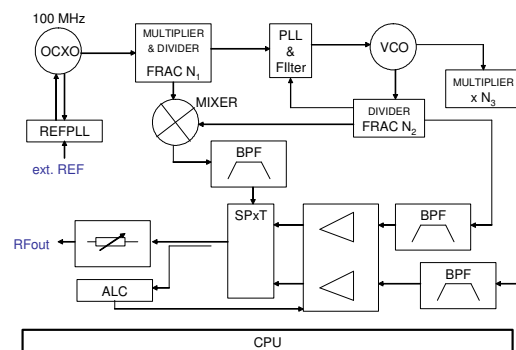 100 MHz
OCXO
MULTIPLIER
& DIVIDER
FRAC N1
PLL
&
FIlter
VCO
MULTIPLIER
x N3
MIXER
DIVIDER
FRAC N2
REFPLL
ext. REF
BPF
SPxT
BPF
RFout
BPF
ALC
CPU